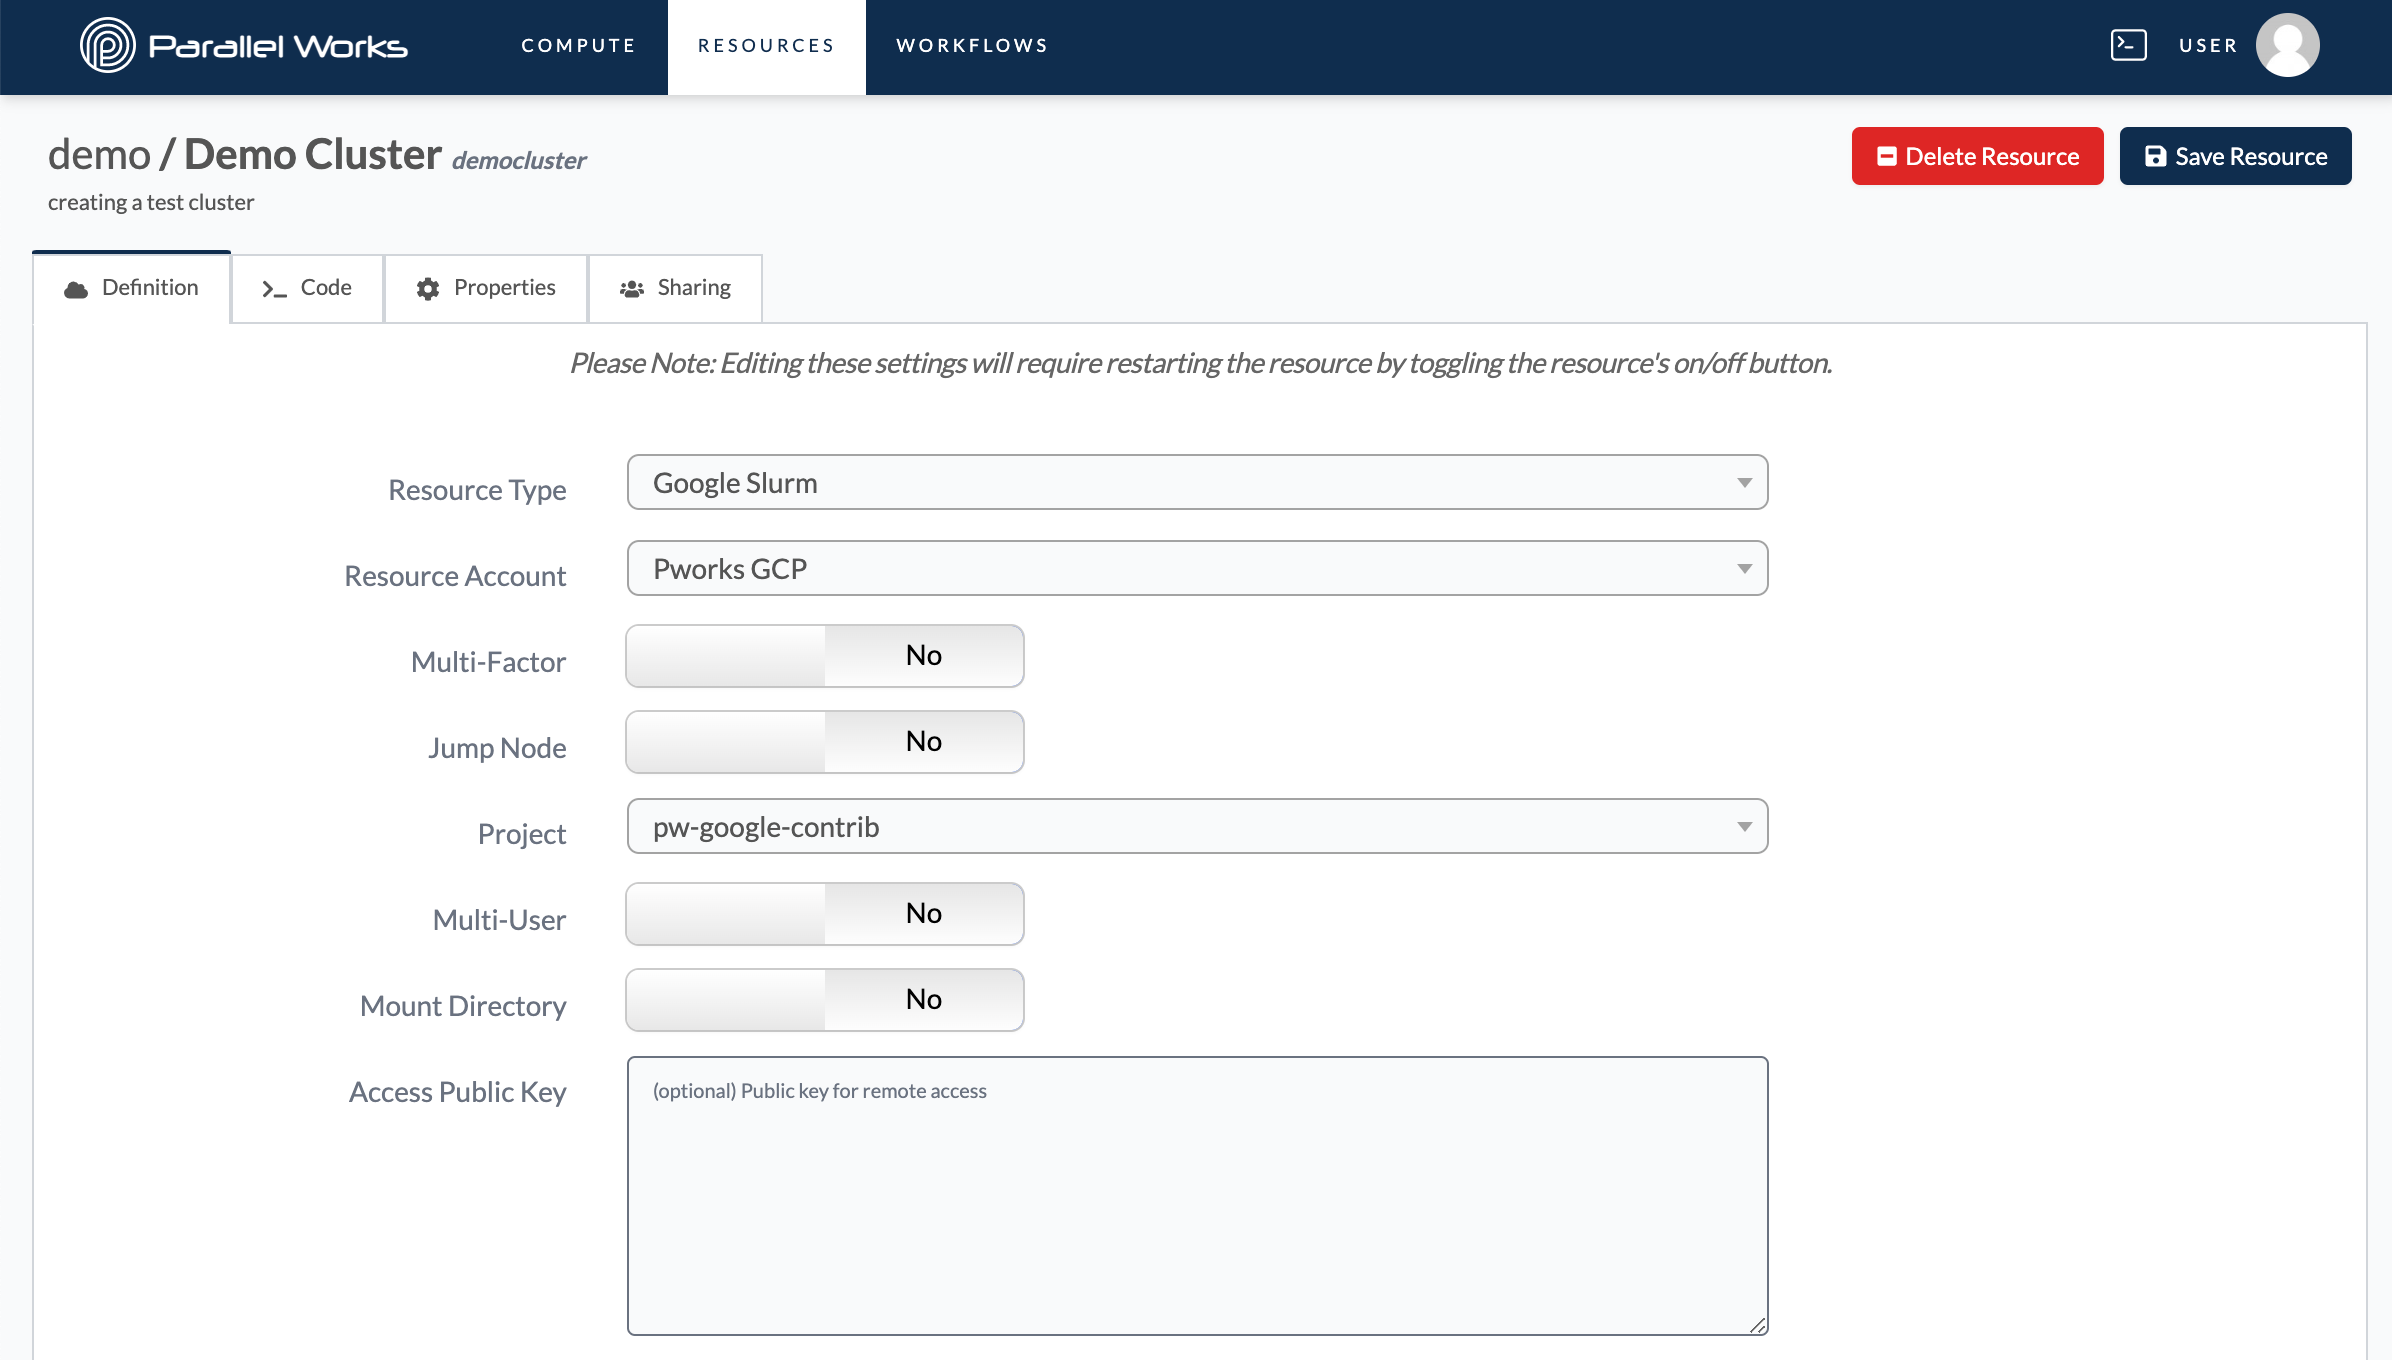 Parallel Works
COMPUTE
RESOURCES
WORKFLOWS
USER
demo / Demo Cluster democluster
creating a test cluster
Delete Resource
Save Resource
Definition
Code
Properties
Sharing
Please Note: Editing these settings will require restarting the resource by toggling the resource's on/off button.
Resource Type
Google Slurm
Resource Account
Pworks GCP
Multi-Factor
No
Jump Node
No
Project
pw-google-contrib
Multi-User
No
Mount Directory
No
Access Public Key
(optional) Public key for remote access